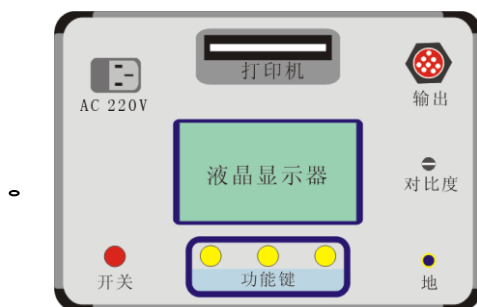 打印机
AC 220V
输出
液晶显示器
对比度
开关
功能键
地
。